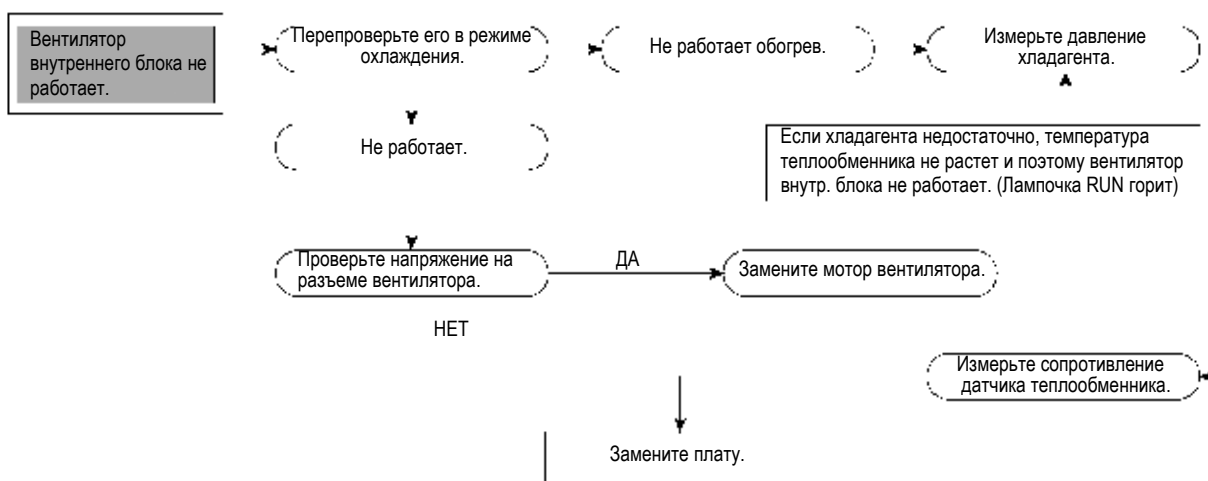 Вентилятор
внутреннего блока не
работает.
Перепроверьте его в режиме
охлаждения.
Не работает обогрев.
Измерьте давление
хладагента.
Не работает.
Если хладагента недостаточно, температура
теплообменника не растет и поэтому вентилятор
внутр. блока не работает. (Лампочка RUN горит)
Проверьте напряжение на
разъеме вентилятора.
ДА
Замените мотор вентилятора.
НЕТ
Измерьте сопротивление
датчика теплообменника.
Замените плату.